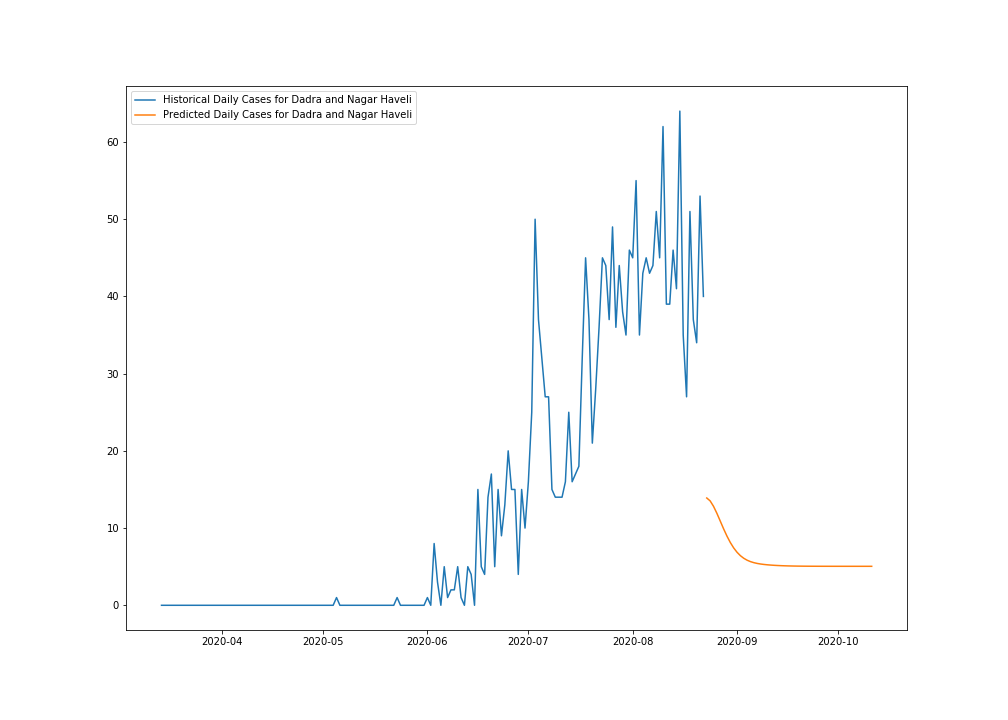 Historical Daily Cases for Dadra and Nagar Haveli
Predicted Daily Cases for Dadra and Nagar Haveli
60
50
40
30
20
10
0
2020-04 2020-05 2020-06 2020-07 2020-08 2020-09 2020-10